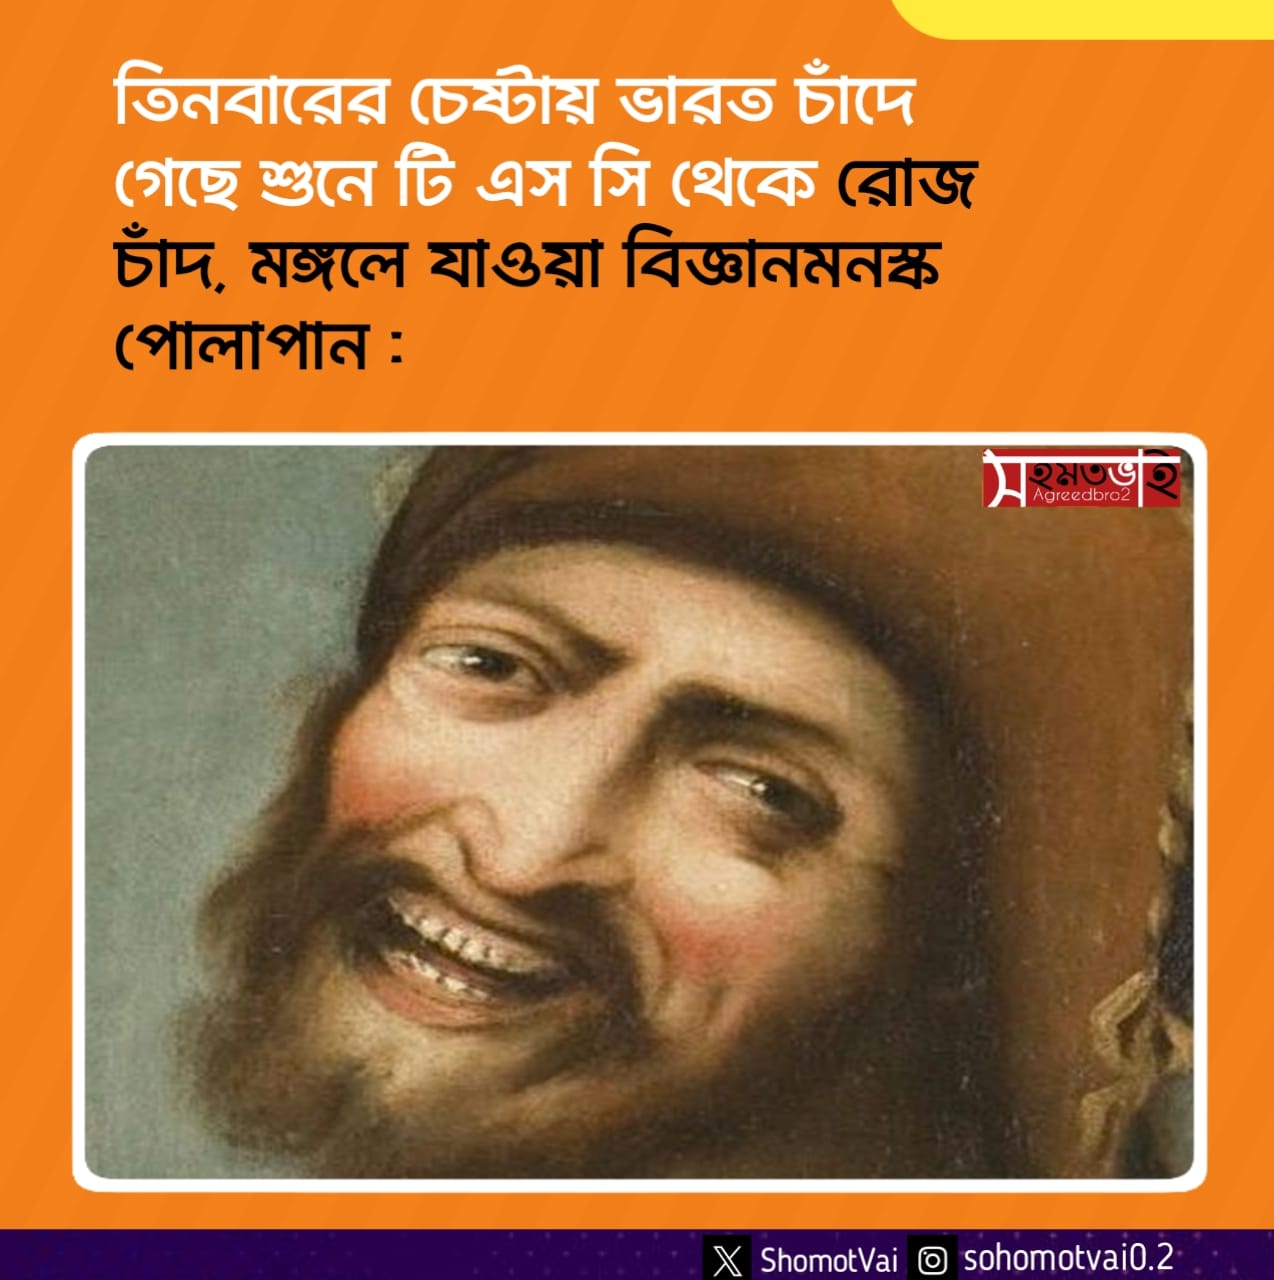 তিনবারের চেষ্টায় ভারত চাঁদে
গেছে শুনে টি এস সি থেকে রোজ
চাঁদ, মঙ্গলে যাওয়া বিজ্ঞানমনস্ক
পোলাপান :
সহমতভাই
Agreedbro2
ShomotVai
sohomotvai0.2